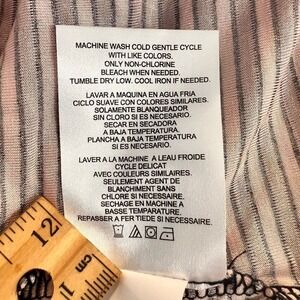 MACHINE WASH COLD GENTLE CYCLE
WITH LIKE COLORS.
ONLY NON-CHLORINE
BLEACH WHEN NEEDED.
TUMBLE DRY LOW. COOL IRON IF NEEDED.
LAVAR A MAQUINA EN AGUA FRIA
CICLO SUAVE CON COLORES SIMILARES.
SOLAMENTE BLANQUEADOR
SIN CLORO SI ES NECESARIO.
SECAR EN SECADORA
A BAJA TEMPERATURA.
PLANCHA A BAJA TEMPERATURA
SI ES NECESARIO.
LAVER A LA MACHINE A LEAU FROIDE
CYCLE DELICAT
AVEC COULEURS SIMILAIRES.
SEULEMENT AGENT DE
BLANCHIMENT SANS
CHLORE SI NECESSAIRE.
SECHAGE EN MACHINE A
BASSE TEMPARATURE.
REPASSER A FER TIEDE SI NECESSAIRE.
12
cm
1